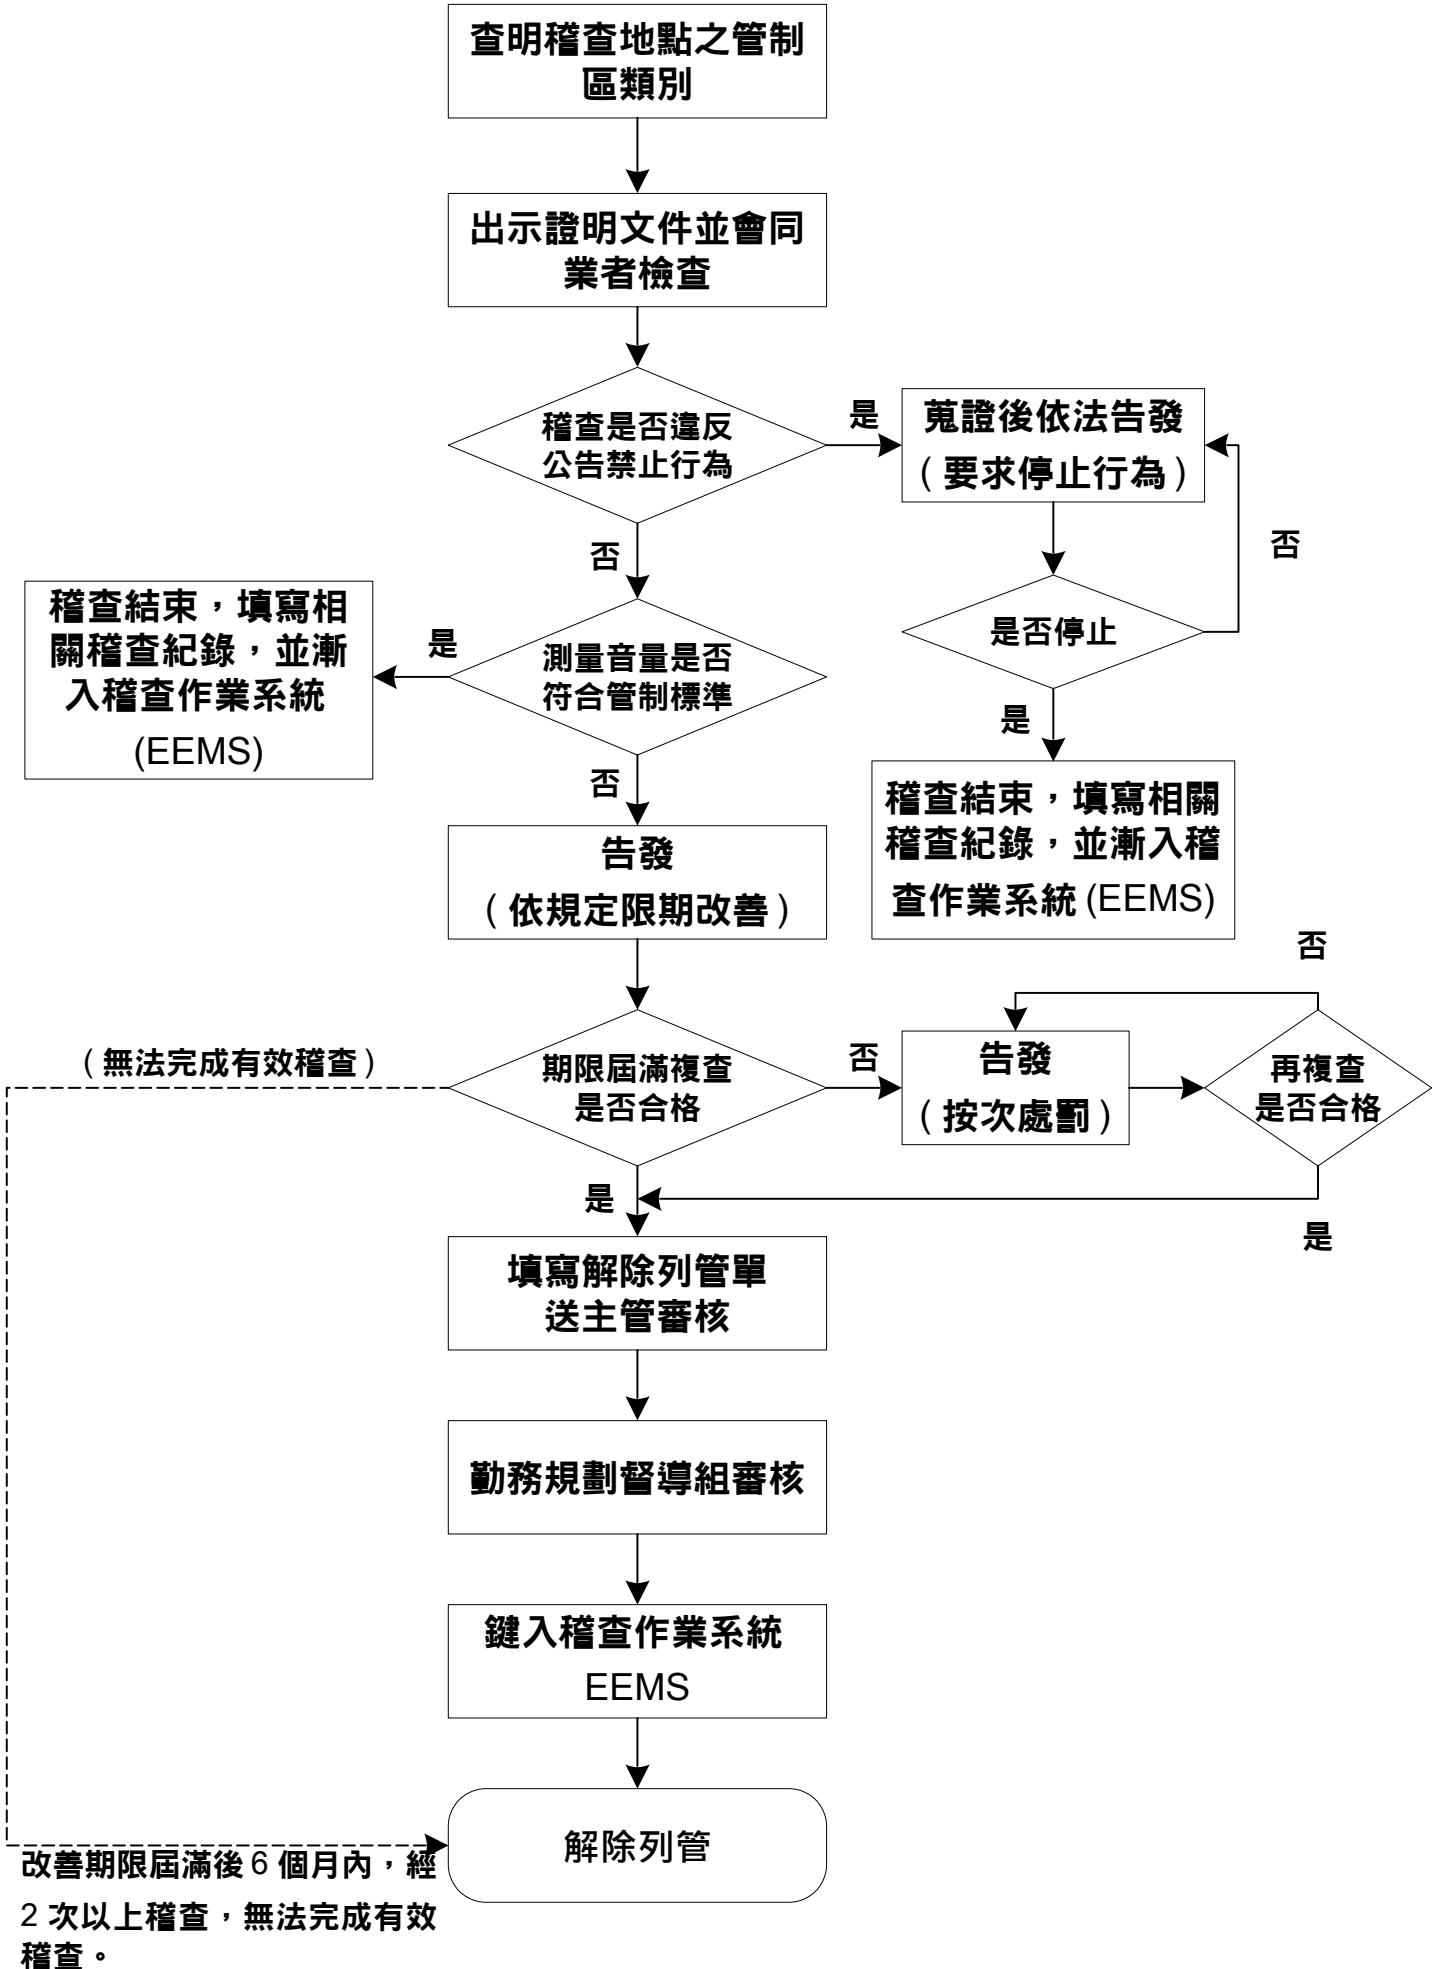 查明稽查地點之管制
區類別
出示證明文件並會同
業者檢查
稽查是否違反
公告禁止行為
是
蒐證後依法告發
（要求停止行為）
否
否
是否停止
稽查結束，填寫相
關稽查紀錄，並漸
入稽查作業系統
(EEMS)
是
測量音量是否
符合管制標準
是
否
稽查結束，填寫相關
稽查紀錄，並漸入稽
查作業系統(EEMS)
告發
（依規定限期改善）
否
（無法完成有效稽查）
期限屆滿複查
是否合格
否
告發
（按次處罰）
再複查
是否合格
是
是
填寫解除列管單
送主管審核
勤務規劃督導組審核
鍵入稽查作業系統
EEMS
解除列管
改善期限屆滿後6個月內，經
2次以上稽查，無法完成有效
稽查。